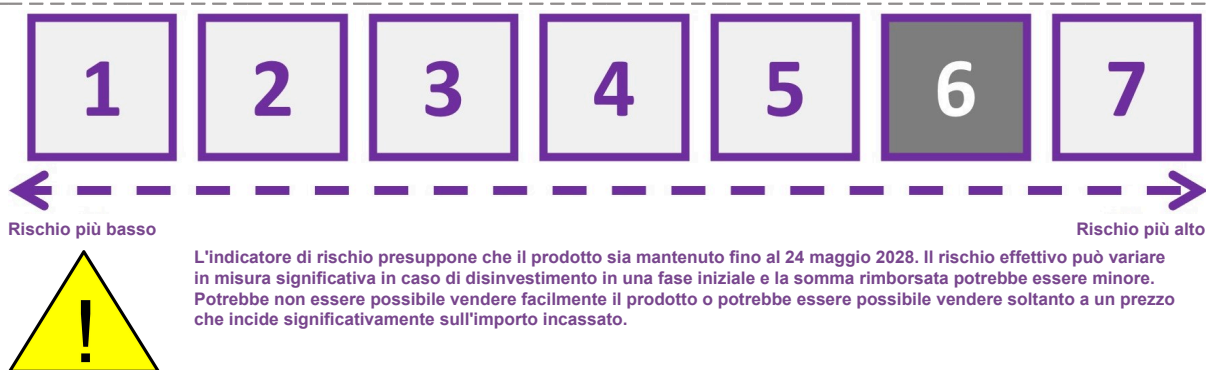 1 2 3 4 5 6 7
Rischio più basso Rischio più alto
!
L'indicatore di rischio presuppone che il prodotto sia mantenuto fino al 24 maggio 2028. Il rischio effettivo può variare
in misura significativa in caso di disinvestimento in una fase iniziale e la somma rimborsata potrebbe essere minore.
Potrebbe non essere possibile vendere facilmente il prodotto o potrebbe essere possibile vendere soltanto a un prezzo
che incide significativamente sull'importo incassato.